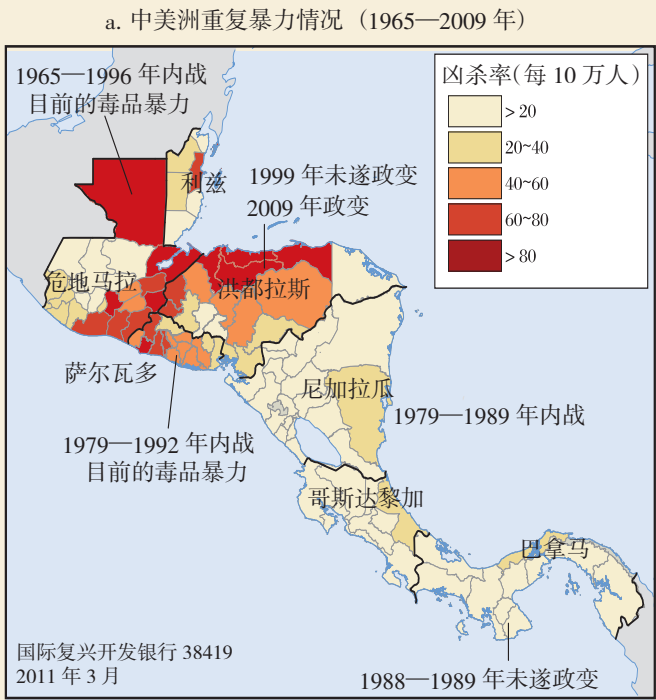 a. 中美洲重复暴力情况（1965—2009 年）
1965—1996 年内战
目前的毒品暴力
凶杀率（每 10 万人）
> 20
20~40
40~60
60~80
> 80
利兹
1999 年未遂政变
2009 年政变
危地马拉
洪都拉斯
萨尔瓦多
尼加拉瓜
1979—1989 年内战
1979—1992 年内战
目前的毒品暴力
哥斯达黎加
巴拿马
国际复兴开发银行 38419
2011 年 3 月
1988—1989 年未遂政变